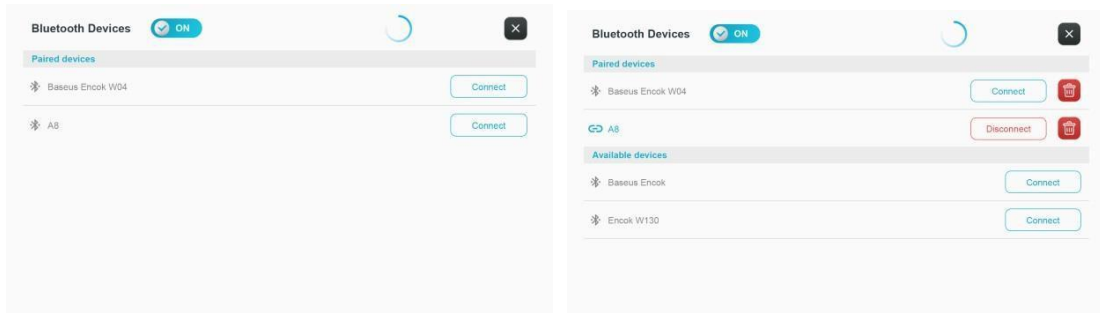 Bluetooth Devices ON
Paired devices
Baseus Encok W04 Connect
A8 Connect
Bluetooth Devices ON
Paired devices
Baseus Encok W04 Connect
A8 Disconnect
Available devices
Baseus Encok Connect
Encok W130 Connect